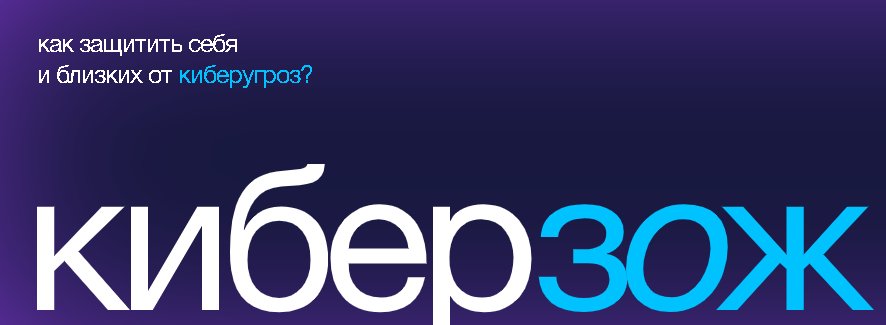 как защитить себя
и близких от киберугроз?
киберзож